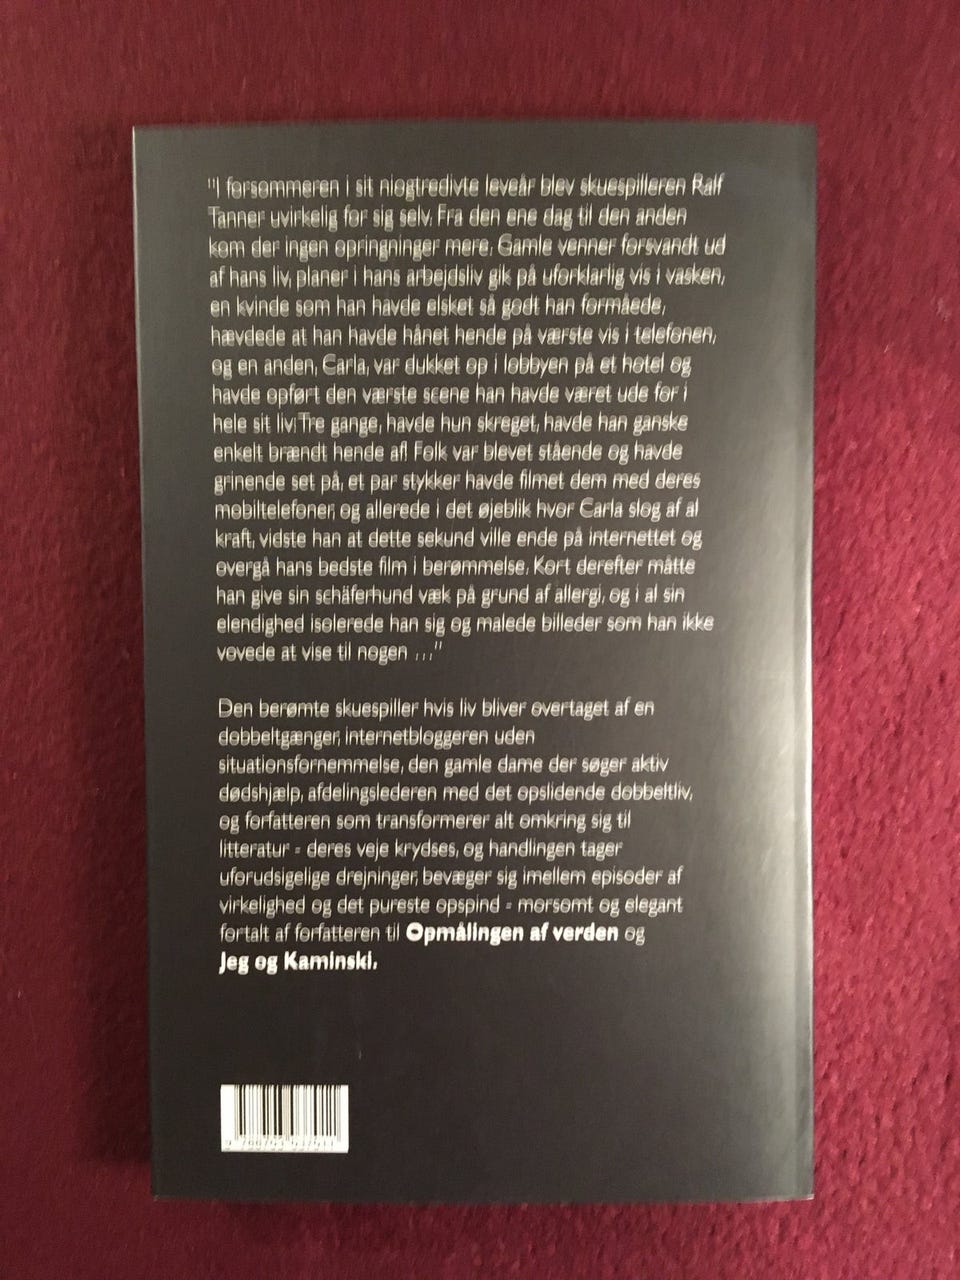 "I forsommeren i sit niogtredivte leveår blev skuespilleren Ralf
Tanner uvirkelig for sig selv. Fra den ene dag til den anden
kom der ingen opringninger mere. Gamle venner forsvandt ud
af hans liv, planer i hans arbejdsliv gik på uforklarlig vis i vasken,
en kvinde som han havde elsket så godt han formåede,
hævdede at han havde hånet hende på værste vis i telefonen,
og en anden, Carla, var dukket op i lobbyen på et hotel og
havde opført den værste scene han havde været ude for i
hele sit liv. Tre gange, havde hun skreget, havde han ganske
enkelt brændt hende af! Folk var blevet stående og havde
grinende set på, et par stykker havde filmet dem med deres
mobiltelefoner, og allerede i det øjeblik hvor Carla slog af al
kraft, vidste han at dette sekund ville ende på internettet og
overgå hans bedste film i berømmelse. Kort derefter måtte
han give sin schäferhund væk på grund af allergi, og i al sin
elendighed isolerede han sig og malede billeder som han ikke
vovede at vise til nogen ..."
Den berømte skuespiller hvis liv bliver overtaget af en
dobbeltgænger, internetbloggeren uden
situationsfornemmelse, den gamle dame der søger aktiv
dødshjælp, afdelingslederen med det opslidende dobbeltliv,
og forfatteren som transformerer alt omkring sig til
litteratur - deres veje krydses, og handlingen tager
uforudsigelige drejninger, bevæger sig imellem episoder af
virkelighed og det pureste opspind - morsomt og elegant
fortalt af forfatteren til Opmålingen af verden og
Jeg og Kaminski.